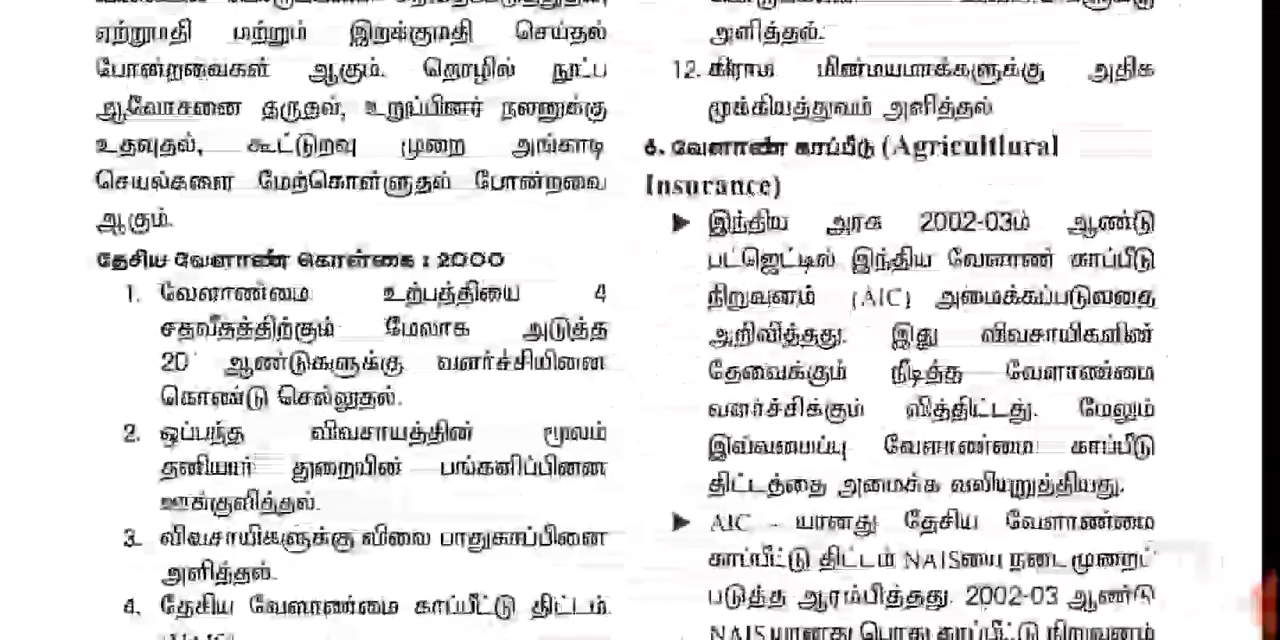 ஏற்றுமதி மற்றும் இறக்குமதி செய்தல்
போன்றவைகள் ஆகும். தொழில் நுட்ப
ஆலோசனை தருதல், உறுப்பினர் நலனுக்கு
உதவுதல், கூட்டுறவு முறை அங்காடி
செயல்களை மேற்கொள்ளுதல் போன்றவை
ஆகும்.
தேசிய வேளாண் கொள்கை : 2000
1. வேளாண்மை உற்பத்தியை 4
சதவீதத்திற்கும் மேலாக அடுத்த
20 ஆண்டுகளுக்கு வளர்ச்சியினை
கொண்டு செல்லுதல்.
2. ஒப்பந்த விவசாயத்தின் மூலம்
தனியார் துறையின் பங்களிப்பினை
ஊக்குவித்தல்.
3. விவசாயிகளுக்கு விலை பாதுகாப்பினை
அளித்தல்.
4. தேசிய வேளாண்மை காப்பீட்டு திட்டம்
அளித்தல்.
12. கிராம மின்மயமாக்களுக்கு அதிக
முக்கியத்துவம் அளித்தல்
6. வேளாண் காப்பீடு (Agricultlural
Insurance)
➤ இந்திய அரசு 2002-03ம் ஆண்டு
பட்ஜெட்டில் இந்திய வேளாண் காப்பீடு
நிறுவனம் (AIC) அமைக்கப்படுவதை
அறிவித்தது. இது விவசாயிகளின்
தேவைக்கும் நீடித்த வேளாண்மை
வளர்ச்சிக்கும் வித்திட்டது. மேலும்
இவ்வமைப்பு வேளாண்மை காப்பீடு
திட்டத்தை அமைக்க வலியுறுத்தியது.
➤ AIC - யானது தேசிய வேளாண்மை
காப்பீட்டு திட்டம் NAISயை நடைமுறைப்
படுத்த ஆரம்பித்தது. 2002-03 ஆண்டு
NAISயானது பொது காப்பீட்டு நிறுவனம்